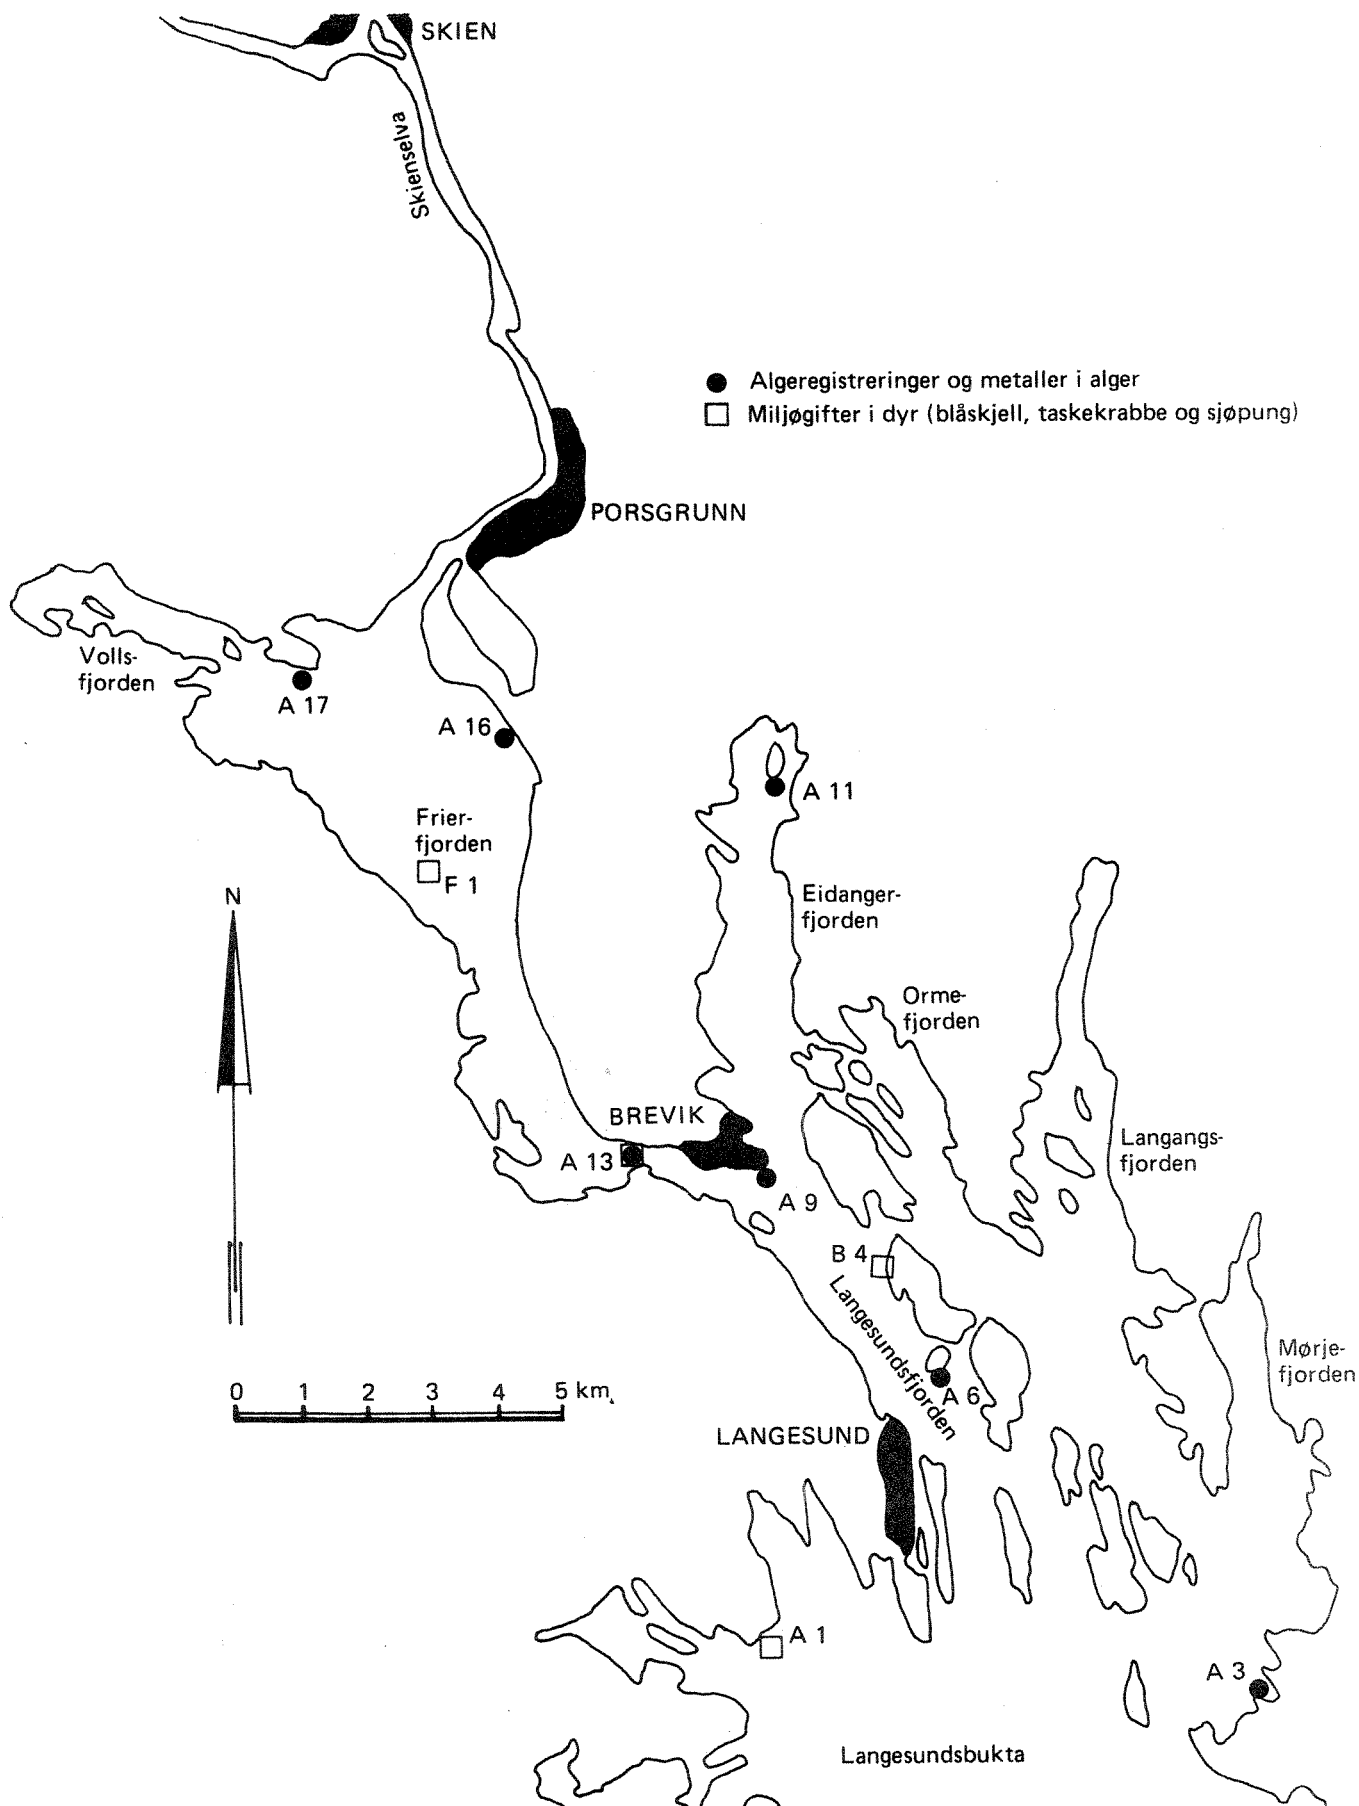 SKIEN
Skienselva
Algeregistreringer og metaller i alger
Miljøgifter i dyr (blåskjell, taskekrabbe og sjøpung)
PORSGRUNN
Volls-
fjorden
A 17
A 16
A 11
Frier-
fjorden
F 1
N
Eidanger-
fjorden
Orme-
fjorden
BREVIK
A 13
A 9
Langangs-
fjorden
B 4
Langesundsfjorden
Mørje-
fjorden
A 6
0 1 2 3 4 5 km
LANGESUND
A 1
A 3
Langesundsbukta